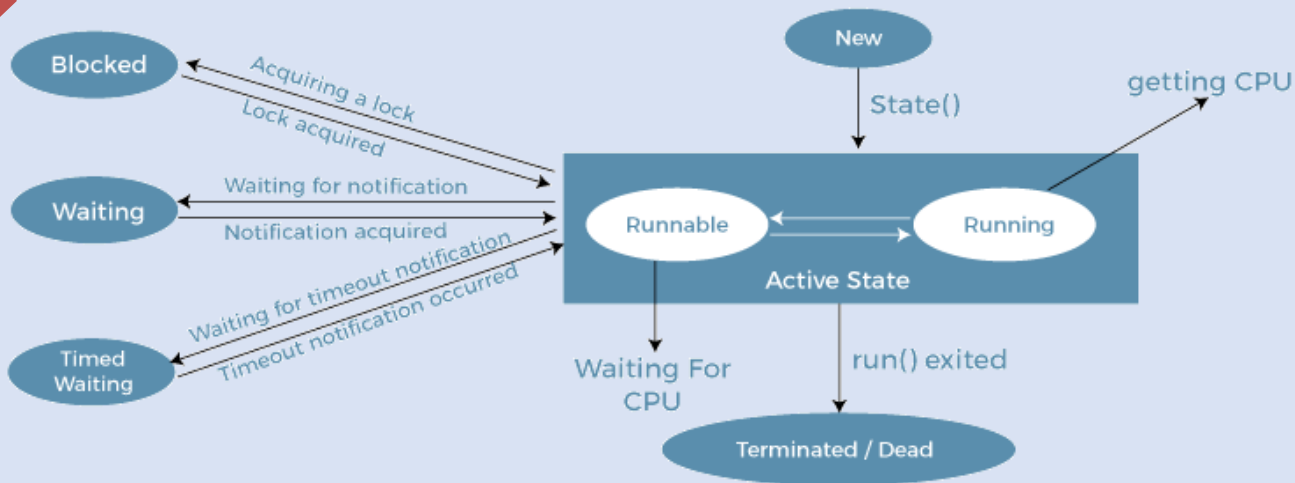 New
Blocked
Acquiring a lock
Lock acquired
getting CPU
State()
Waiting
Waiting for notification
Notification acquired
Runnable
Running
Active State
Waiting for timeout notification
Timeout notification occurred
Timed
Waiting
Waiting For
CPU
run() exited
Terminated / Dead